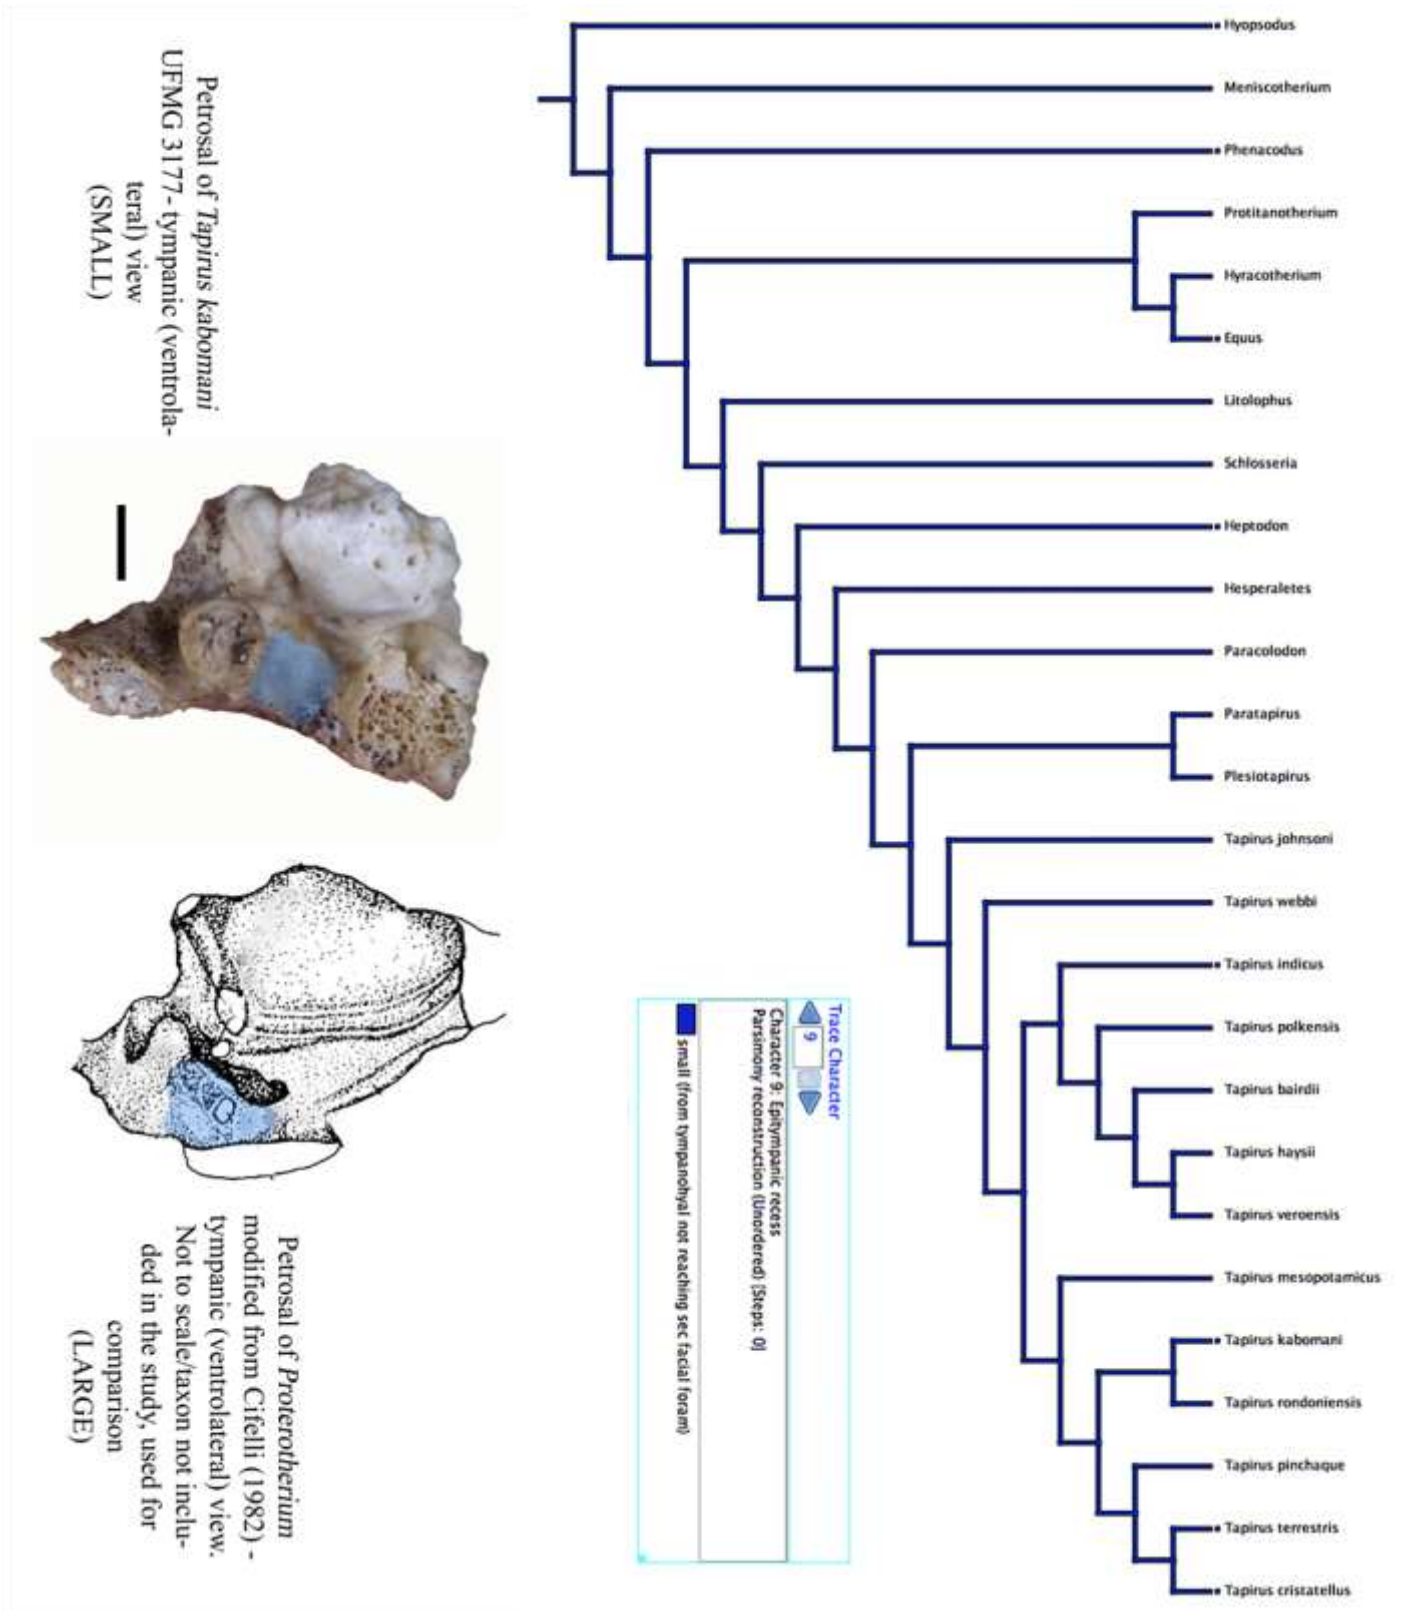 Hyopsodus
Meniscotherium
Phenacodus
Protitanotherium
Hyracotherium
Equus
Litolophus
Schlosseria
Heptodon
Hesperaletes
Paracolodon
Paratapirus
Plesiotapirus
Tapirus johnsoni
Tapirus webbi
Tapirus indicus
Tapirus polkensis
Tapirus bairdii
Tapirus haysii
Tapirus veroensis
Tapirus mesopotamicus
Tapirus kabomani
Tapirus rondoniensis
Tapirus pinchaque
Tapirus terrestris
Tapirus cristatellus
Trace Character
9
Character 9: Epitympanic recess
Parsimony reconstruction (Unordered) [Steps: 0]
small (from tympanohyal not reaching sec facial foram)
Petrosal of Tapirus kabomani
UFMG 3177- tympanic (ventrola-
teral) view
(SMALL)
Petrosal of Proterotherium
modified from Cifelli (1982) -
tympanic (ventrolateral) view.
Not to scale/taxon not inclu-
ded in the study, used for
comparison
(LARGE)